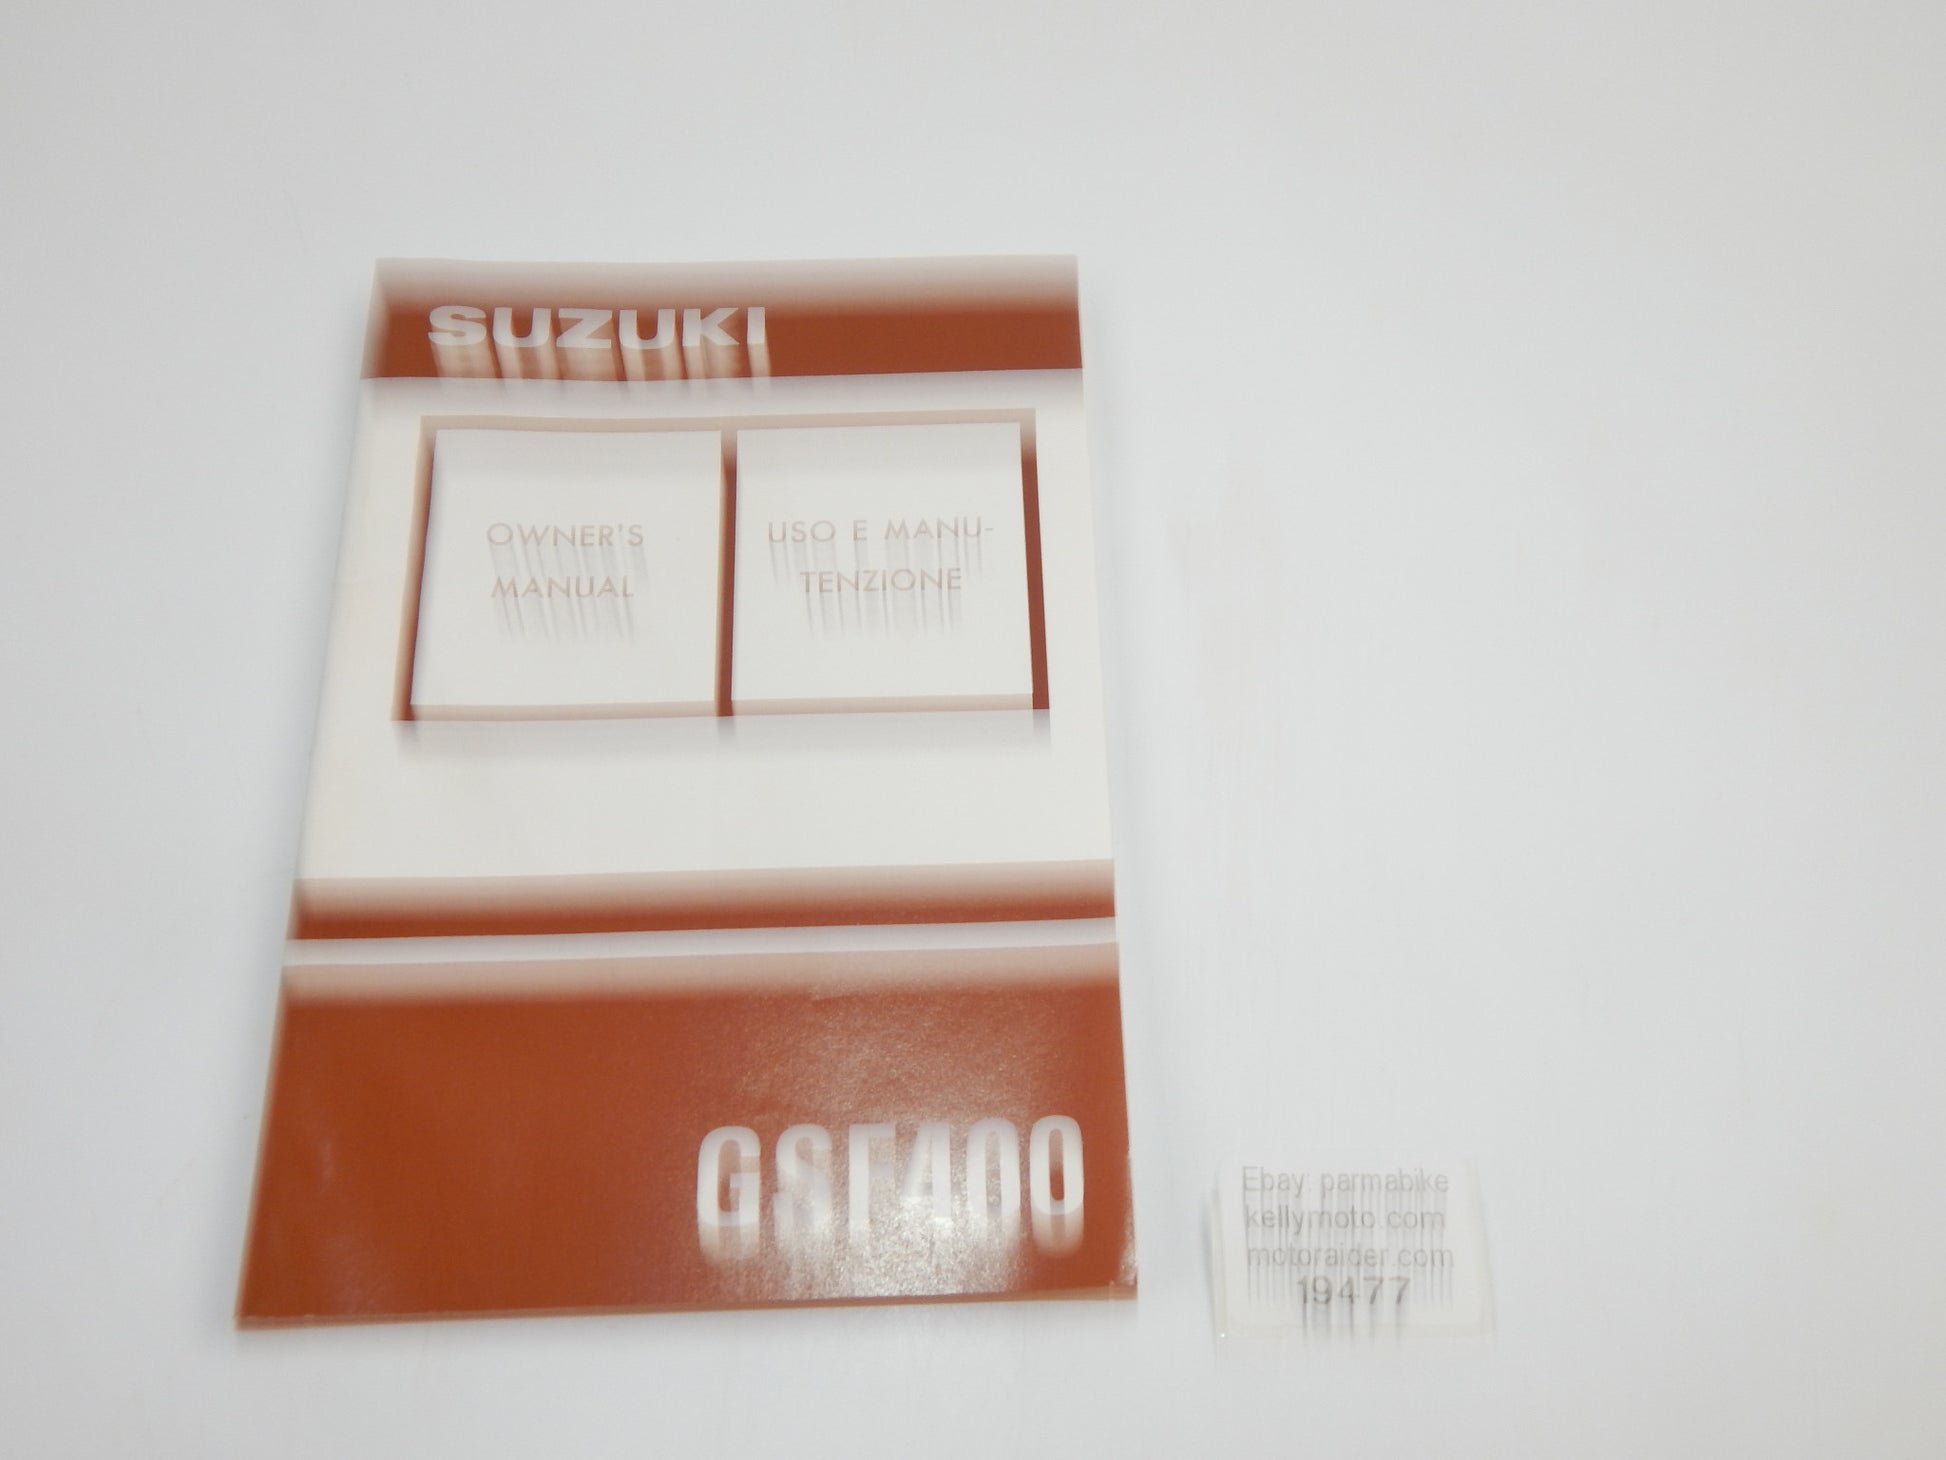 SUZUKI
OWNER'S
MANUAL
USO E MANU-
TENZIONE
GSF400
Ebay: parmabike
kellymoto.com
motoraider.com
19477